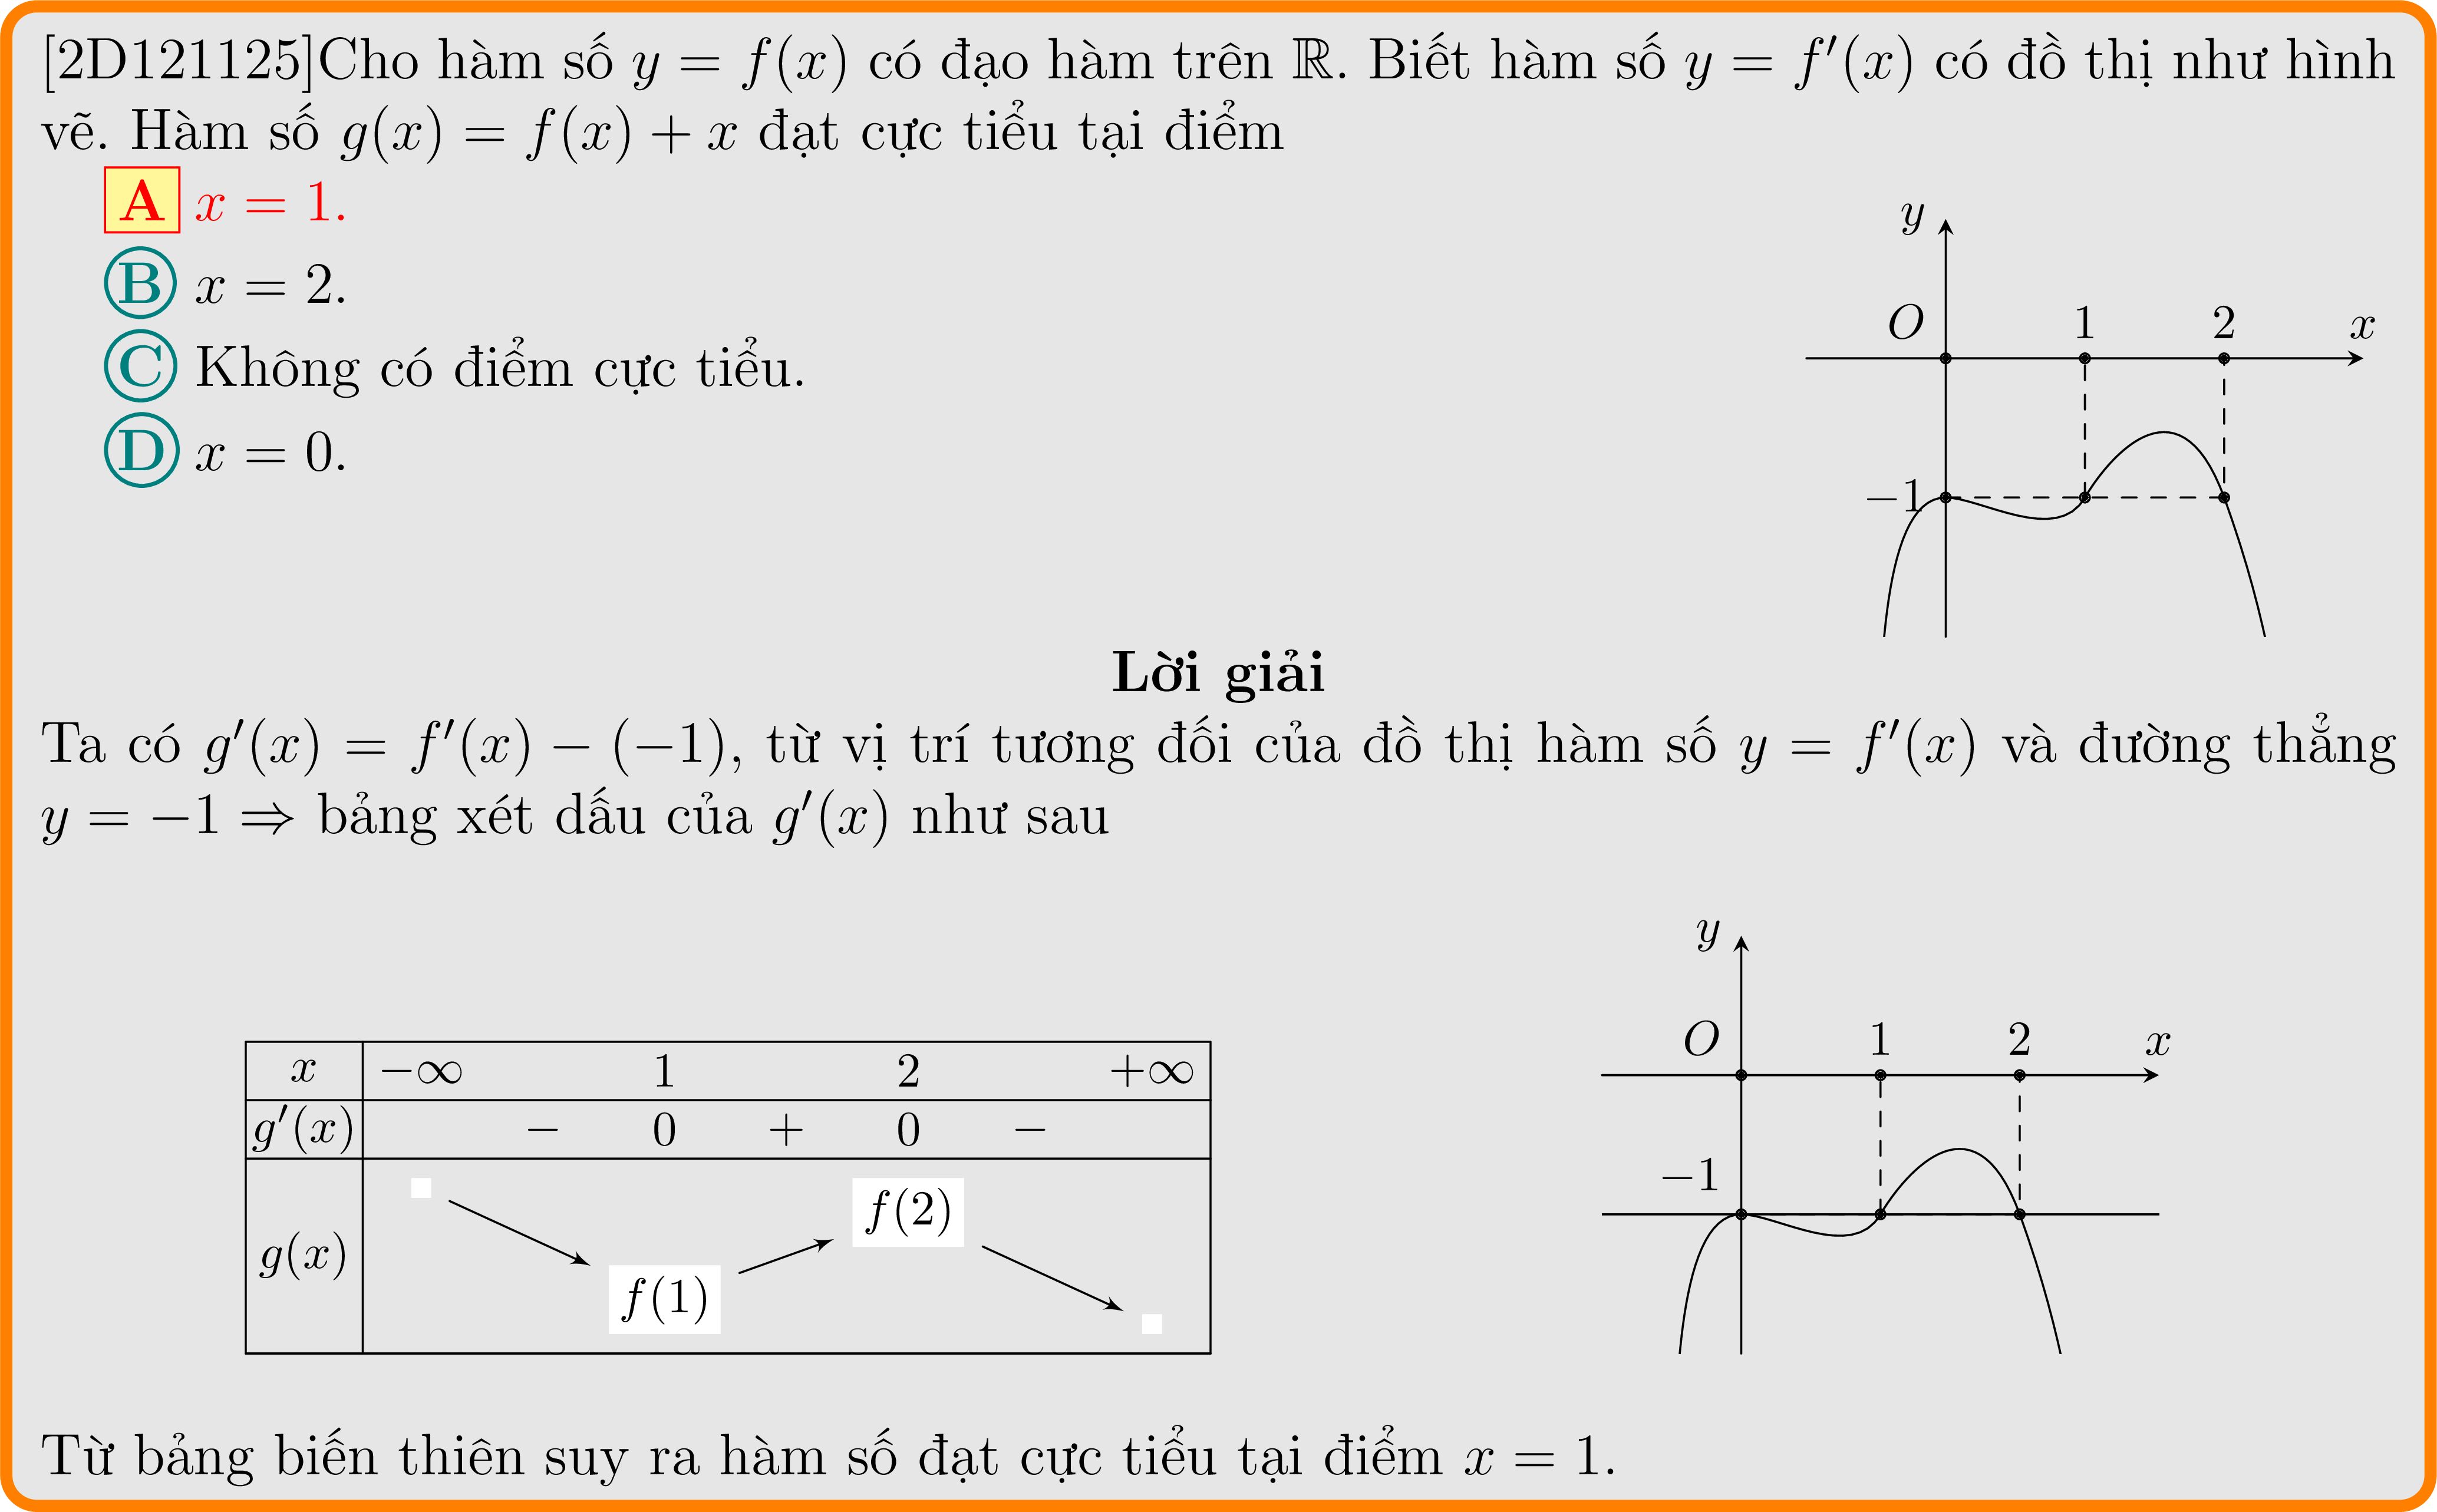 [2D121125]Cho hàm số y = f(x) có đạo hàm trên ℝ. Biết hàm số y = f′(x) có đồ thị như hình
vẽ. Hàm số g(x) = f(x) + x đạt cực tiểu tại điểm
A x = 1.
B x = 2.
C Không có điểm cực tiểu.
D x = 0.
y
O 1 2 x
−1
Lời giải
Ta có g′(x) = f′(x) − (−1), từ vị trí tương đối của đồ thị hàm số y = f′(x) và đường thẳng
y = −1 ⇒ bảng xét dấu của g′(x) như sau
x −∞ 1 2 +∞
g′(x) − 0 + 0 −
g(x) f(1) f(2)
y
O 1 2 x
−1
Từ bảng biến thiên suy ra hàm số đạt cực tiểu tại điểm x = 1.